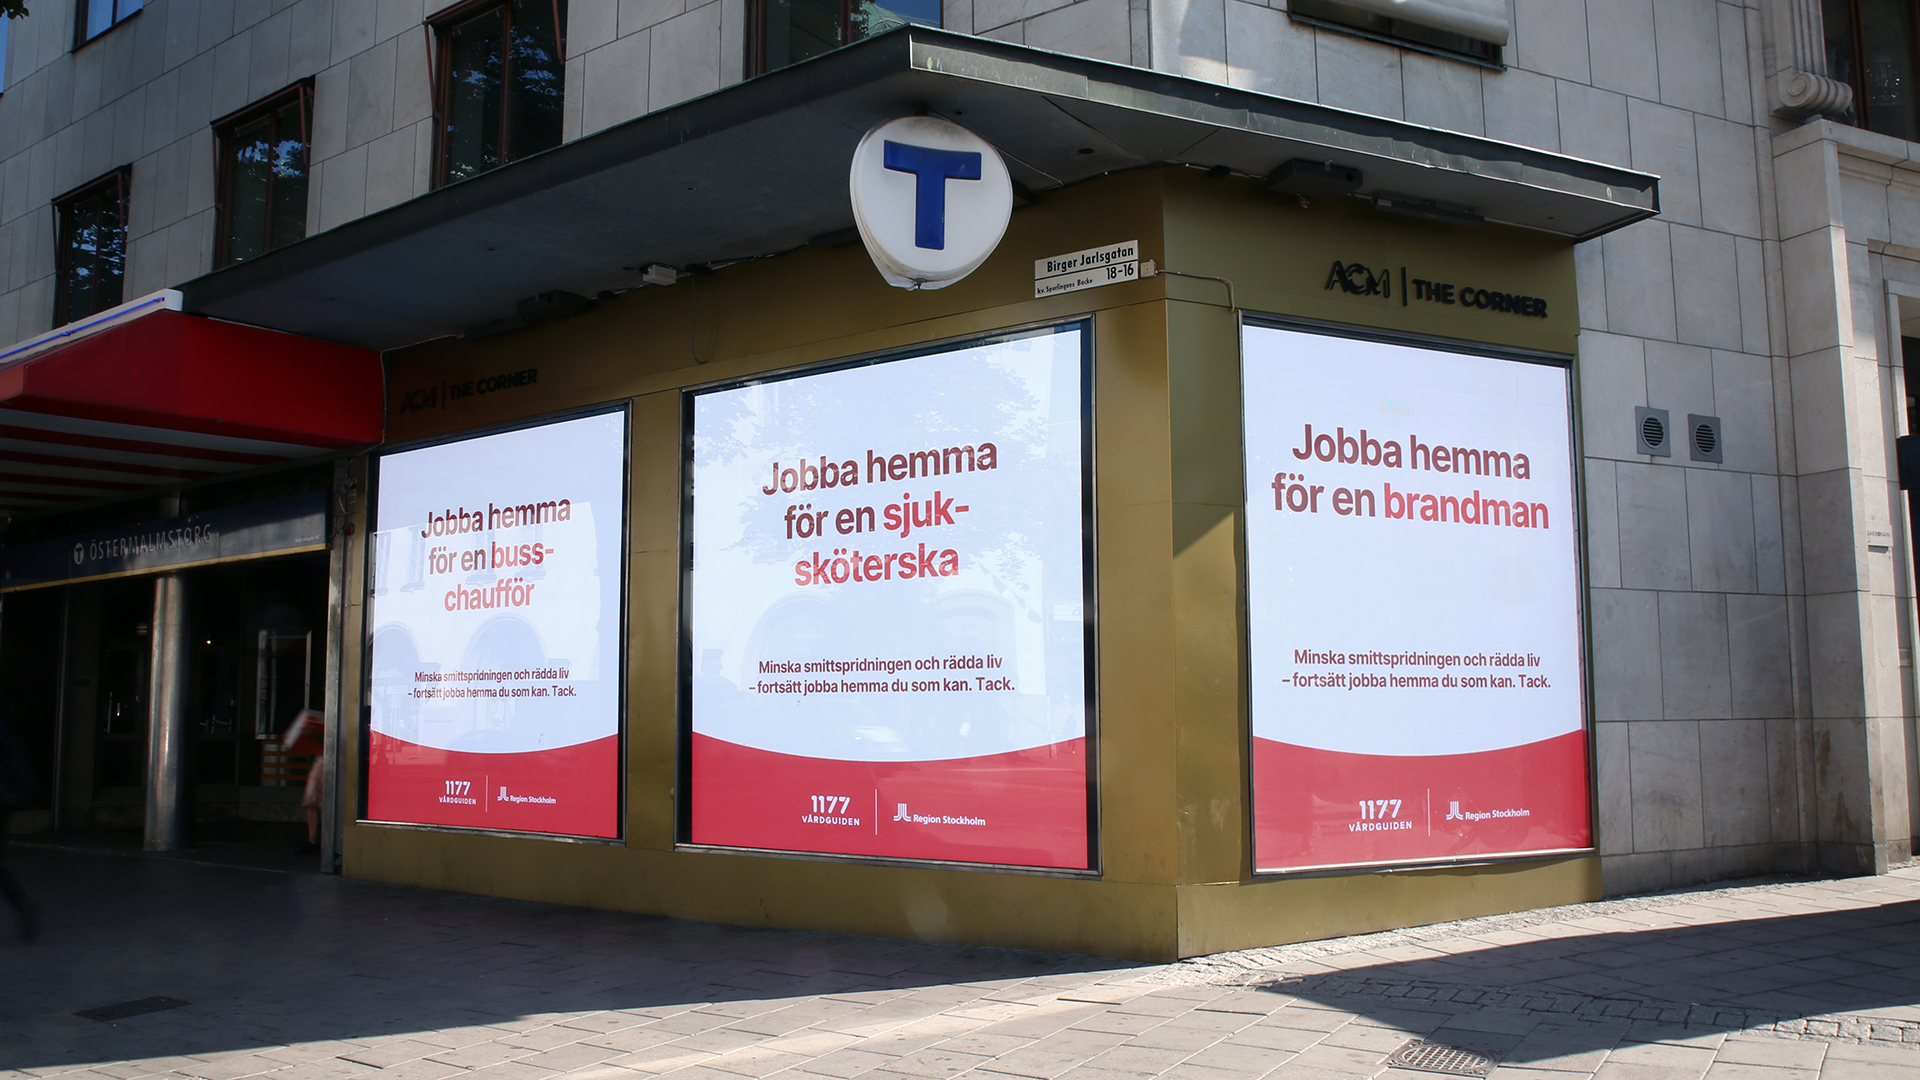 T
Birger Jarlsgatan
18-16
kv. Sperlingens Backe
ACM | THE CORNER
ACM | THE CORNER
T ÖSTERMALMSTORG
Jobba hemma
för en buss-
chaufför
Minska smittspridningen och rädda liv
– fortsätt jobba hemma du som kan. Tack.
1177
VÅRDGUIDEN
Region Stockholm
Jobba hemma
för en sjuk-
sköterska
Minska smittspridningen och rädda liv
– fortsätt jobba hemma du som kan. Tack.
1177
VÅRDGUIDEN
Region Stockholm
Jobba hemma
för en brandman
Minska smittspridningen och rädda liv
– fortsätt jobba hemma du som kan. Tack.
1177
VÅRDGUIDEN
Region Stockholm